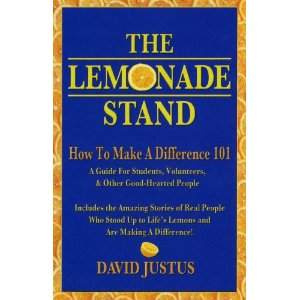 THE
LEMONADE
STAND
How To Make A Difference 101
A Guide For Students, Volunteers,
& Other Good-Hearted People
Includes the Amazing Stories of Real People
Who Stood Up to Life's Lemons and
Are Making A Difference!
DAVID JUSTUS